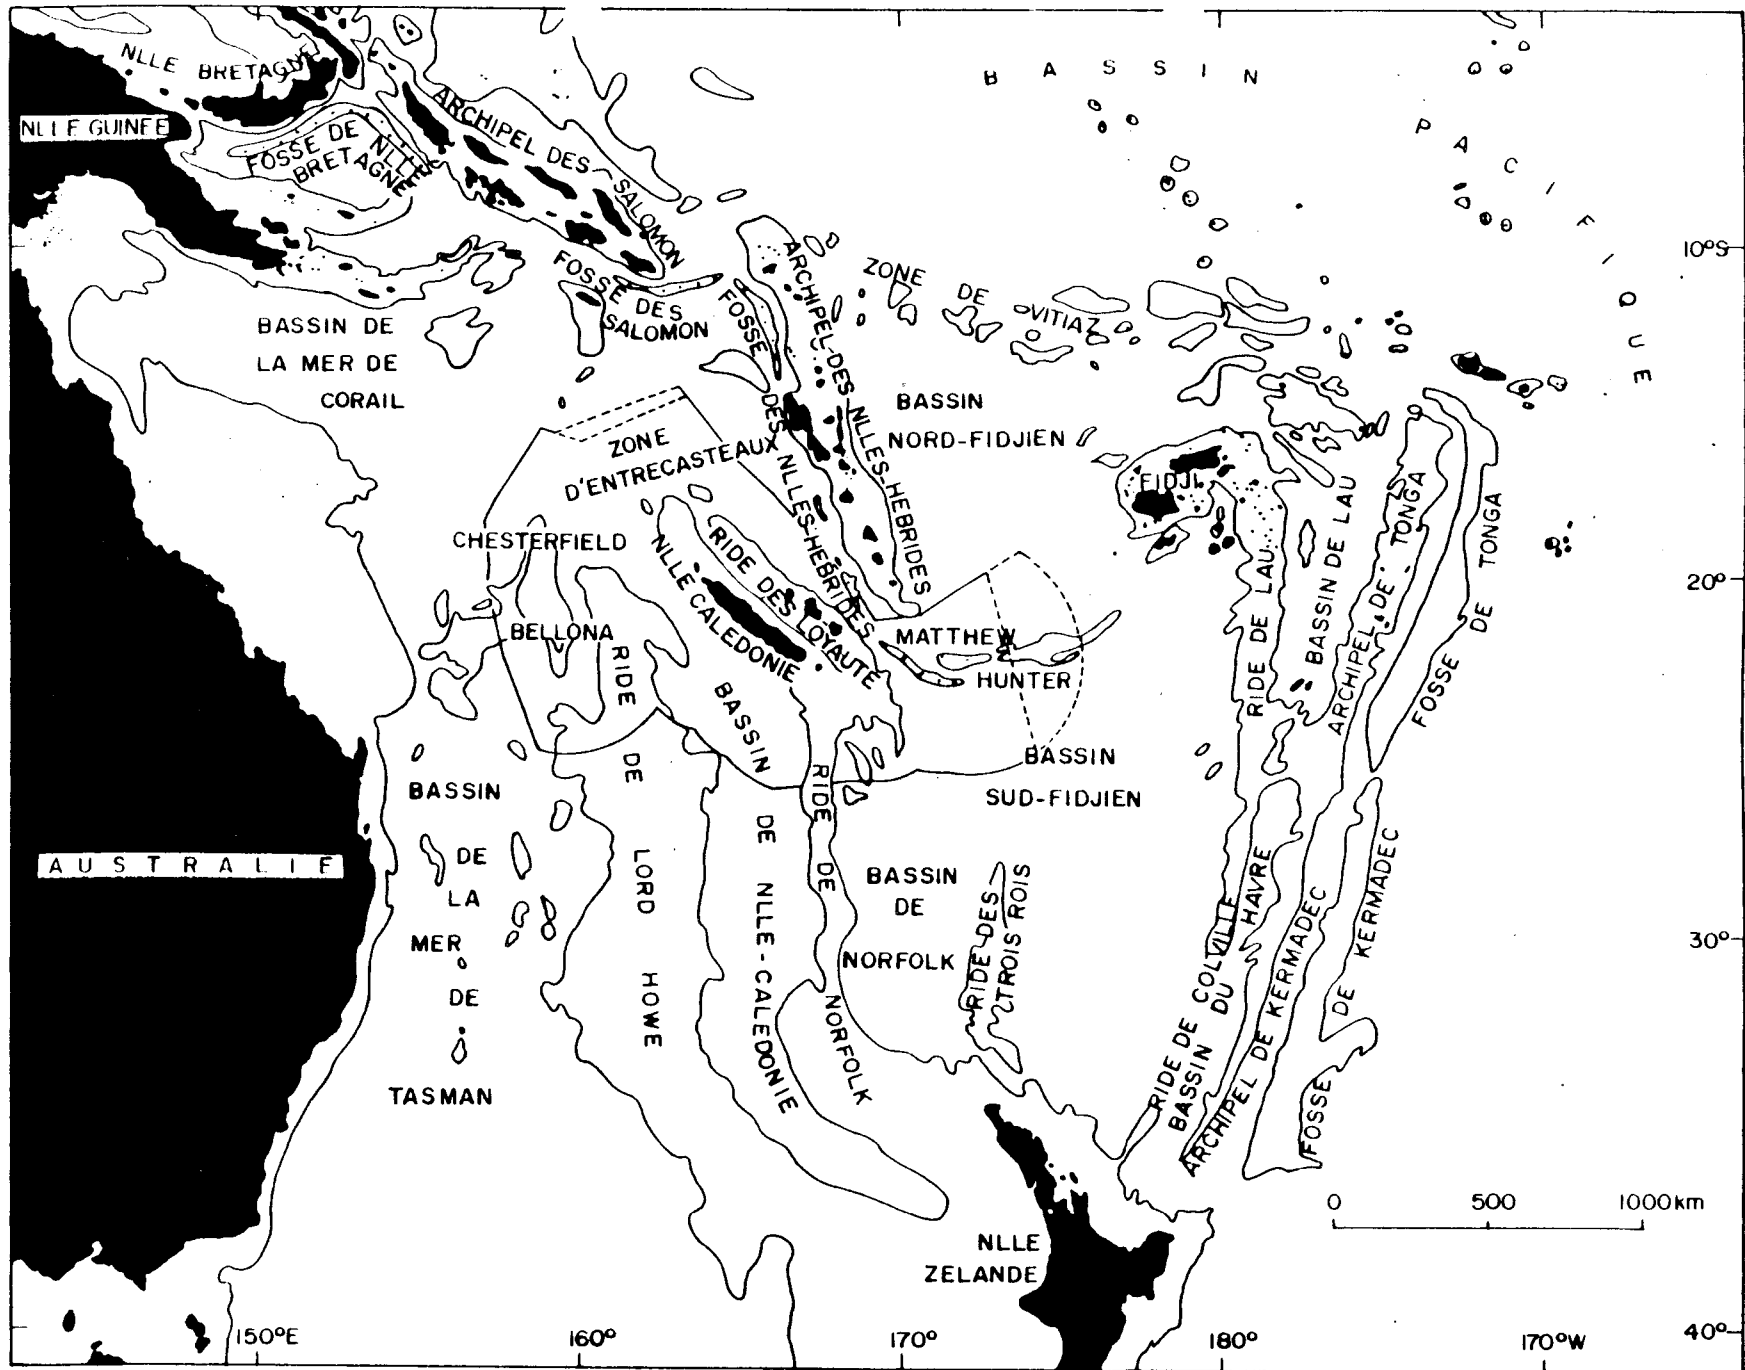 NLLE BRETAGNE
BASSIN
PACIFIQUE
NLLE GUINEE
FOSSE DE NLLE
BRETAGNE
ARCHIPEL DES SALOMON
10°S
FOSSE
DES
SALOMON
ARCHIPEL DES NLLES-HEBRIDES
FOSSE DES NLLES-HEBRIDES
ZONE
DE
VITIAZ
BASSIN DE
LA MER DE
CORAIL
BASSIN
NORD-FIDJIEN
ZONE
D'ENTRECASTEAUX
FIDJI
CHESTERFIELD
BELLONA
RIDE DES LOYAUTE
NLLE CALEDONIE
20°
MATTHEW
HUNTER
RIDE DE LAU
BASSIN DE LAU
ARCHIPEL DE TONGA
FOSSE DE TONGA
RIDE
DE
LORD
HOWE
BASSIN
DE
NLLE-CALEDONIE
RIDE
DE
NORFOLK
BASSIN
SUD-FIDJIEN
BASSIN
DE
LA
MER
DE
TASMAN
AUSTRALIE
BASSIN
DE
NORFOLK
RIDE DES
TROIS ROIS
RIDE DE COLVILLE
BASSIN DU HAVRE
ARCHIPEL DE KERMADEC
FOSSE DE KERMADEC
30°
0 500 1000km
NLLE
ZELANDE
150°E 160° 170° 180° 170°W
40°